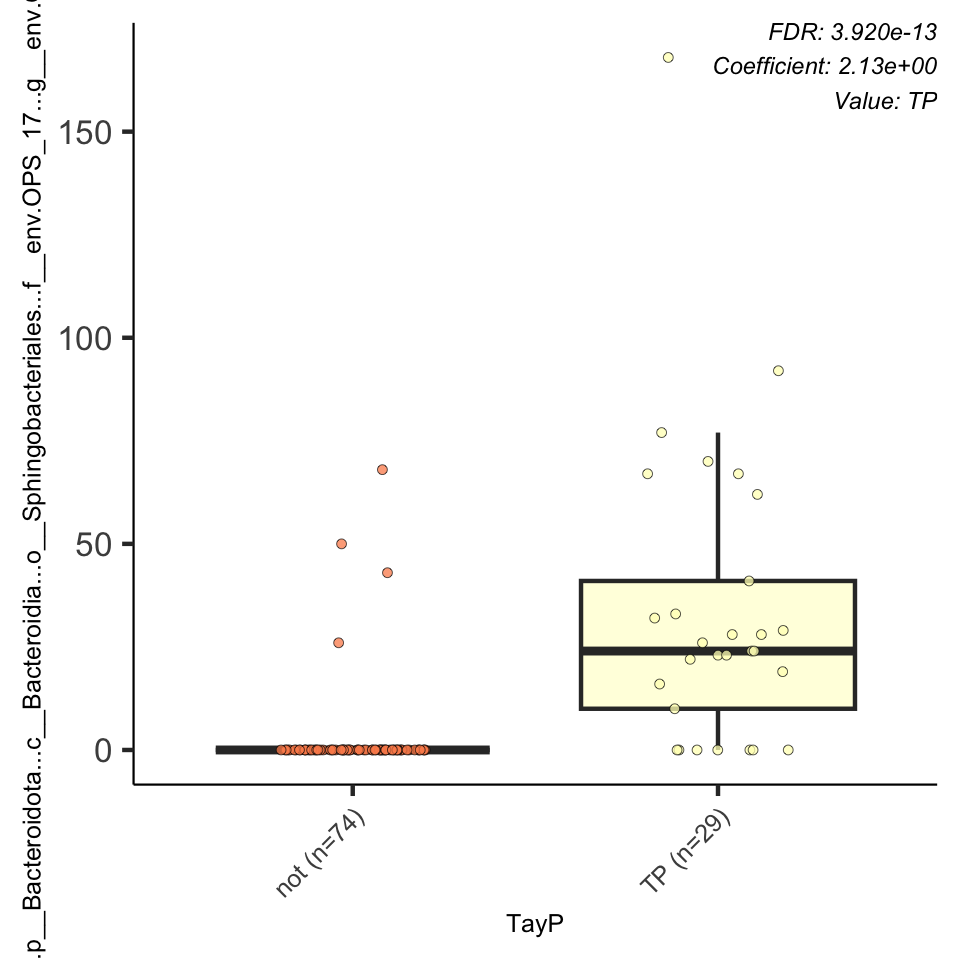 FDR: 3.920e-13
Coefficient: 2.13e+00
Value: TP
.p__Bacteroidota...c__Bacteroidia...o__Sphingobacteriales...f__env.OPS_17...g__env.
150
100
50
0
not (n=74)
TP (n=29)
TayP